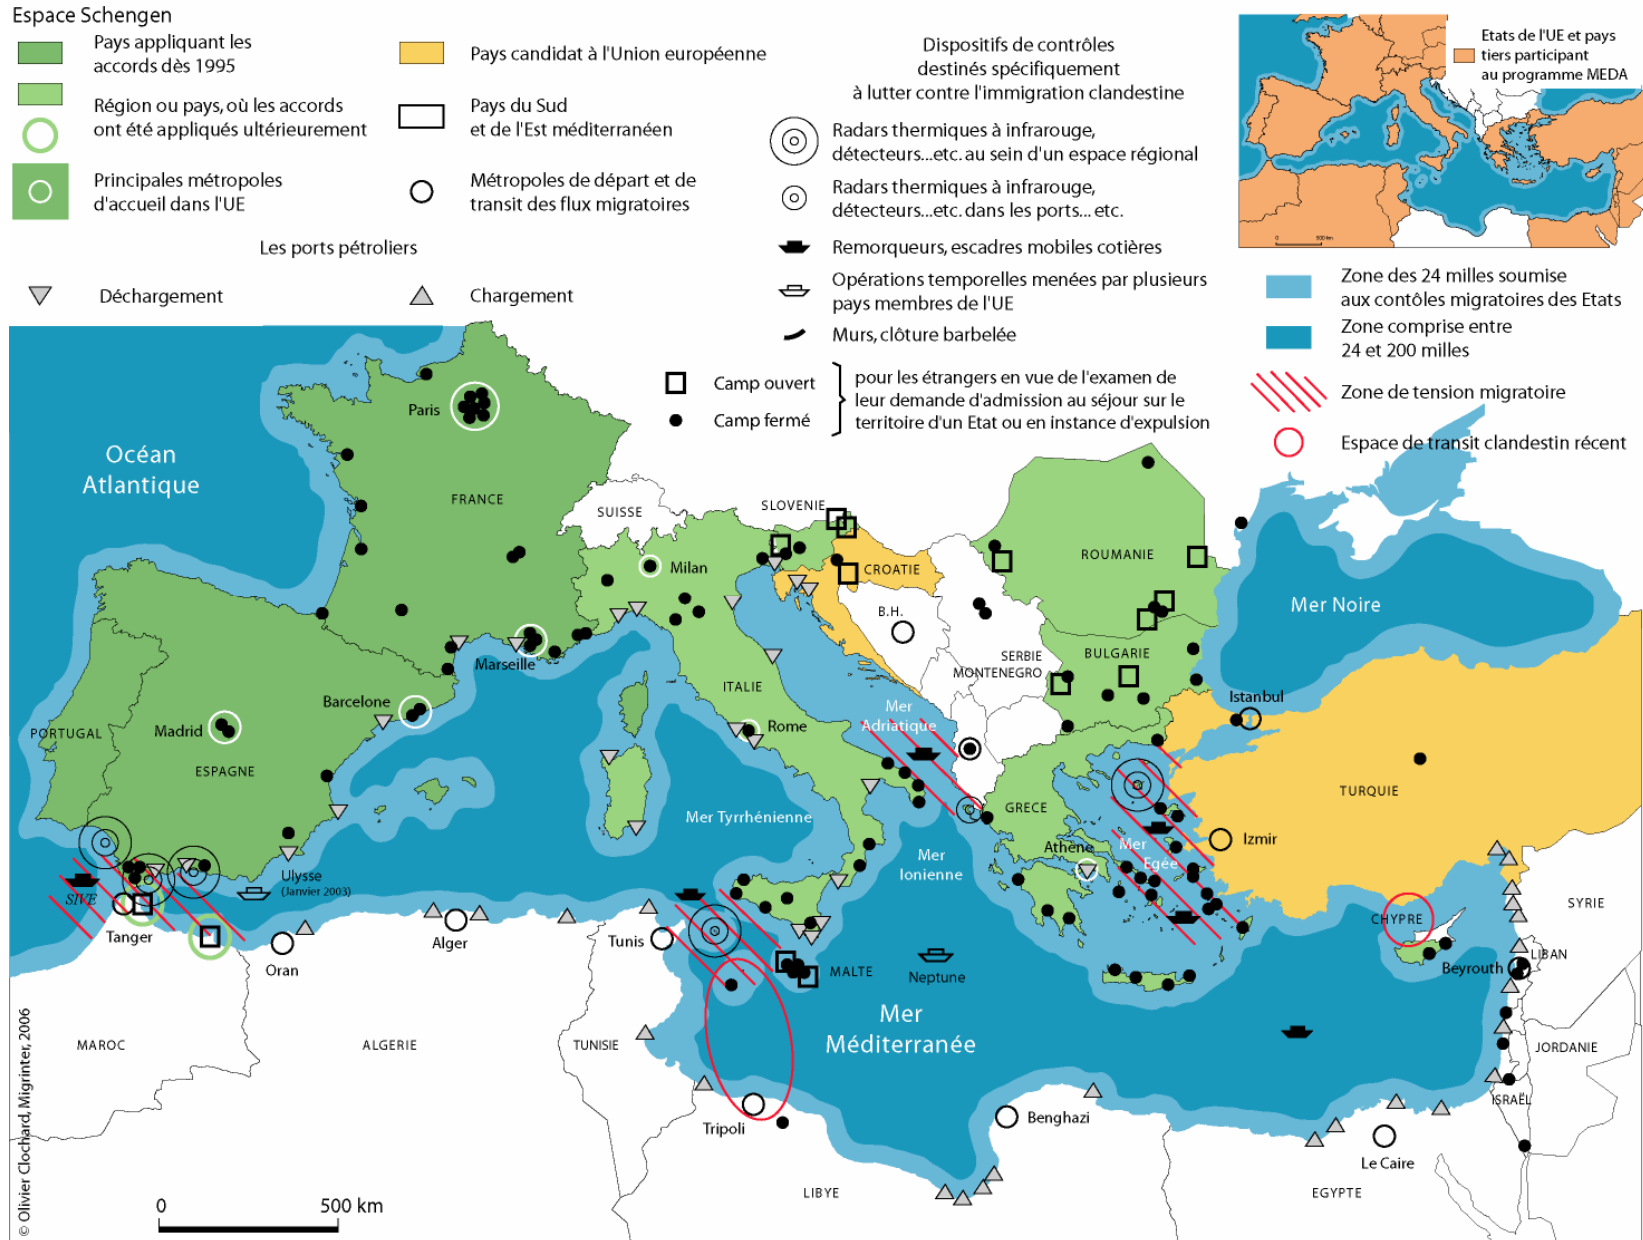 Espace Schengen
Pays appliquant les
accords dès 1995
Région ou pays, où les accords
ont été appliqués ultérieurement
Principales métropoles
d'accueil dans l'UE
Pays candidat à l'Union européenne
Pays du Sud
et de l'Est méditerranéen
Métropoles de départ et de
transit des flux migratoires
Les ports pétroliers
Déchargement
Chargement
Dispositifs de contrôles
destinés spécifiquement
à lutter contre l'immigration clandestine
Radars thermiques à infrarouge,
détecteurs...etc. au sein d'un espace régional
Radars thermiques à infrarouge,
détecteurs...etc. dans les ports... etc.
Remorqueurs, escadres mobiles cotières
Opérations temporelles menées par plusieurs
pays membres de l'UE
Murs, clôture barbelée
Camp ouvert
Camp fermé
pour les étrangers en vue de l'examen de
leur demande d'admission au séjour sur le
territoire d'un Etat ou en instance d'expulsion
Etats de l'UE et pays
tiers participant
au programme MEDA
0 500 km
Zone des 24 milles soumise
aux contôles migratoires des Etats
Zone comprise entre
24 et 200 milles
Zone de tension migratoire
Espace de transit clandestin récent
Océan
Atlantique
Paris
FRANCE
SUISSE
SLOVENIE
Milan
CROATIE
ROUMANIE
B.H.
Mer Noire
Marseille
SERBIE
MONTENEGRO
BULGARIE
Barcelone
ITALIE
Istanbul
Madrid
PORTUGAL
Rome
Mer
Adriatique
ESPAGNE
TURQUIE
Mer Tyrrhénienne
GRECE
Athène
Mer
Egée
Izmir
Mer
Ionienne
Ulysse
(Janvier 2003)
SIVE
Tanger
Oran
Alger
Tunis
MALTE
Neptune
CHYPRE
SYRIE
LIBAN
Beyrouth
Mer
Méditerranée
MAROC
ALGERIE
TUNISIE
JORDANIE
ISRAËL
Tripoli
Benghazi
Le Caire
LIBYE
EGYPTE
0 500 km
© Olivier Clochard, Migrinter, 2006